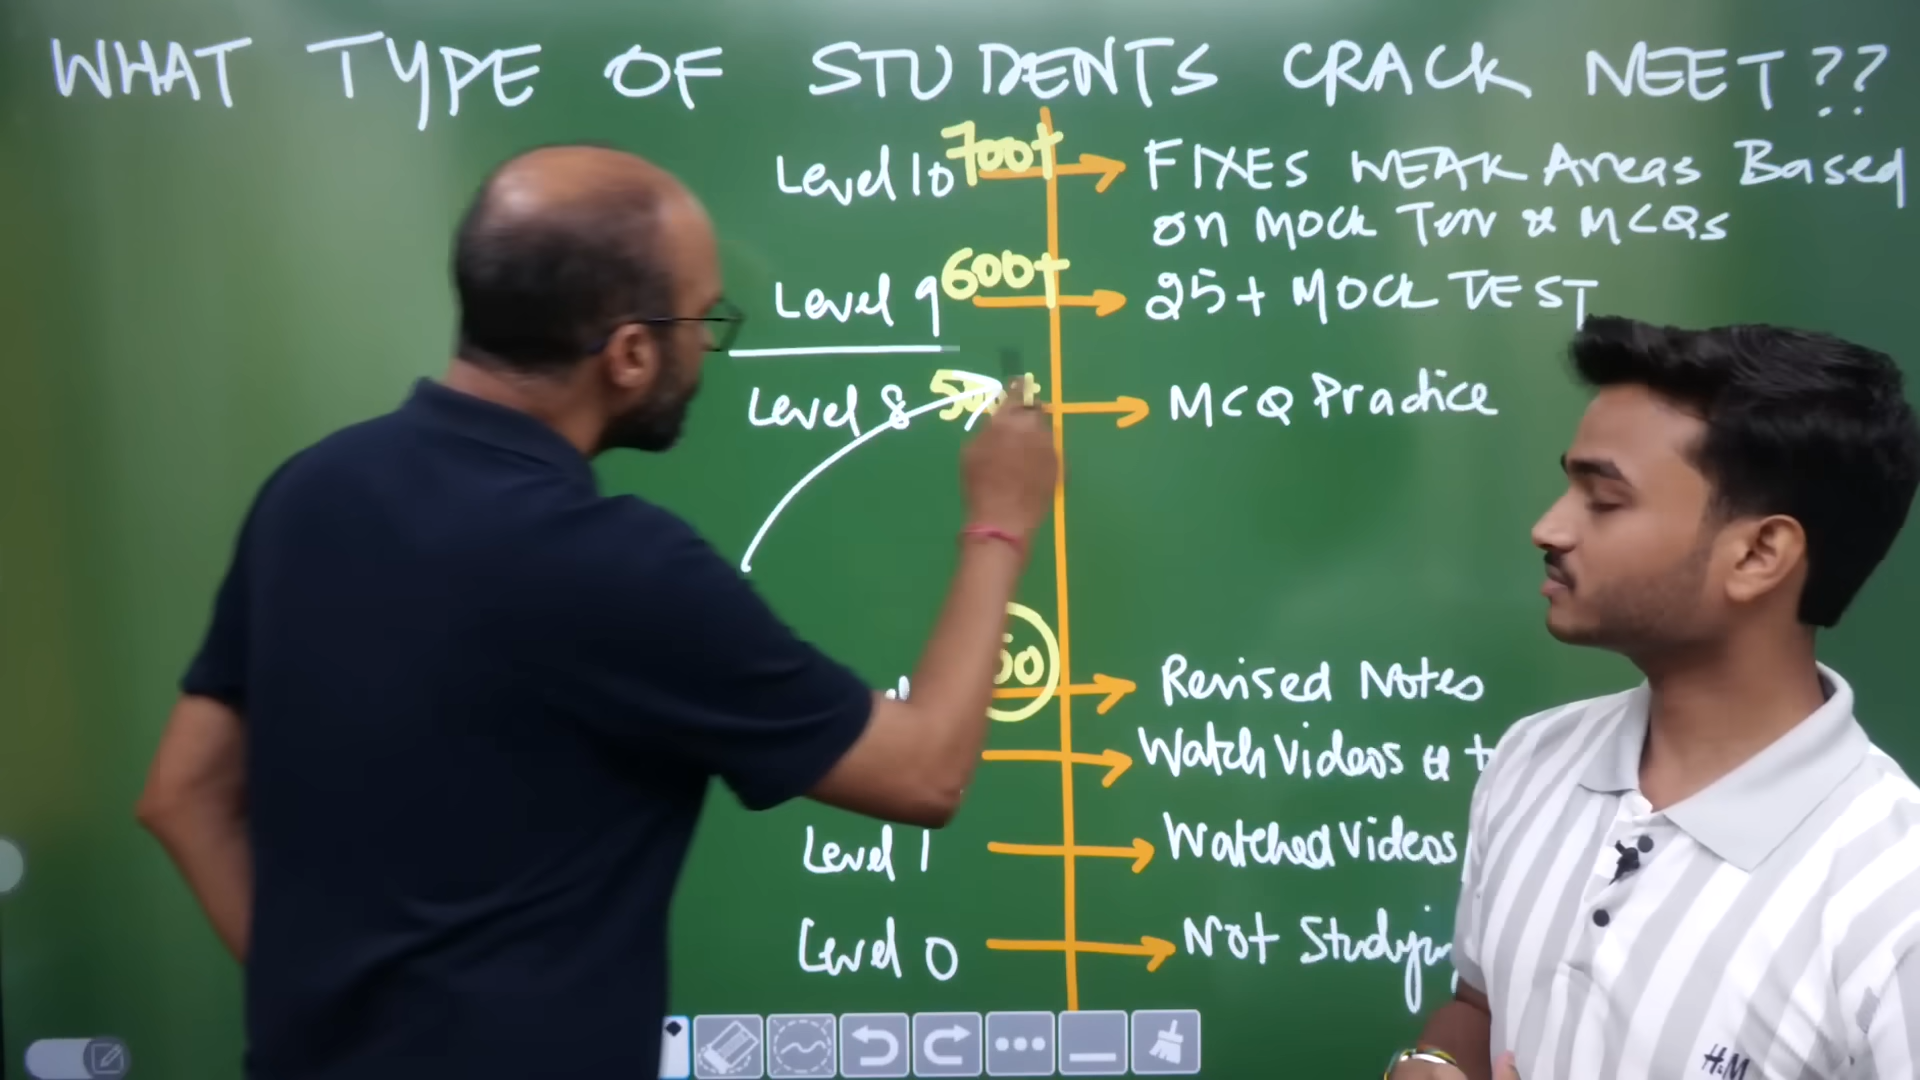 WHAT TYPE OF STUDENTS CRACK NEET??
Level 10 700+ → FIXES WEAK Areas Based
on MOCK & MCQs
Level 9 600+ → 25+ MOCK TEST
Level 8 → MCQ Practice
→ Revised Notes
→ Watch Videos &
Level 1 → Watched Videos
Level 0 → Not Studyin
H&M